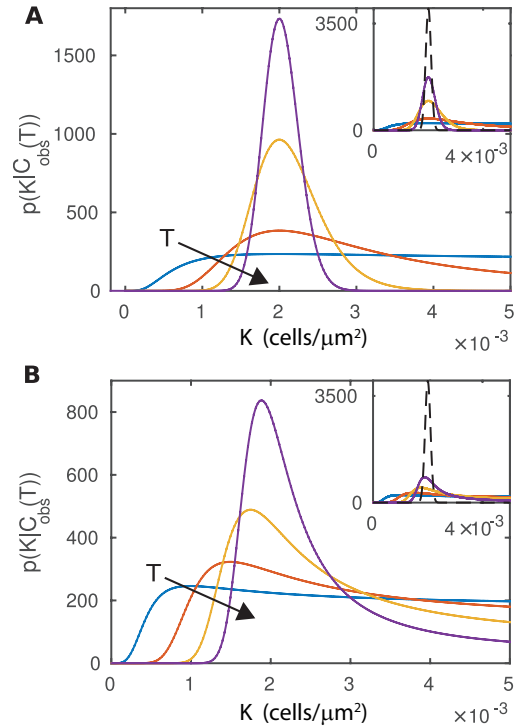 A
1500
1000
500
0
p(K|C_obs(T))
T
0 1 2 3 4 5
K (cells/μm²)
×10⁻³
3500
0
0 4×10⁻³
B
800
600
400
200
0
p(K|C_obs(T))
T
0 1 2 3 4 5
K (cells/μm²)
×10⁻³
3500
0
0 4×10⁻³